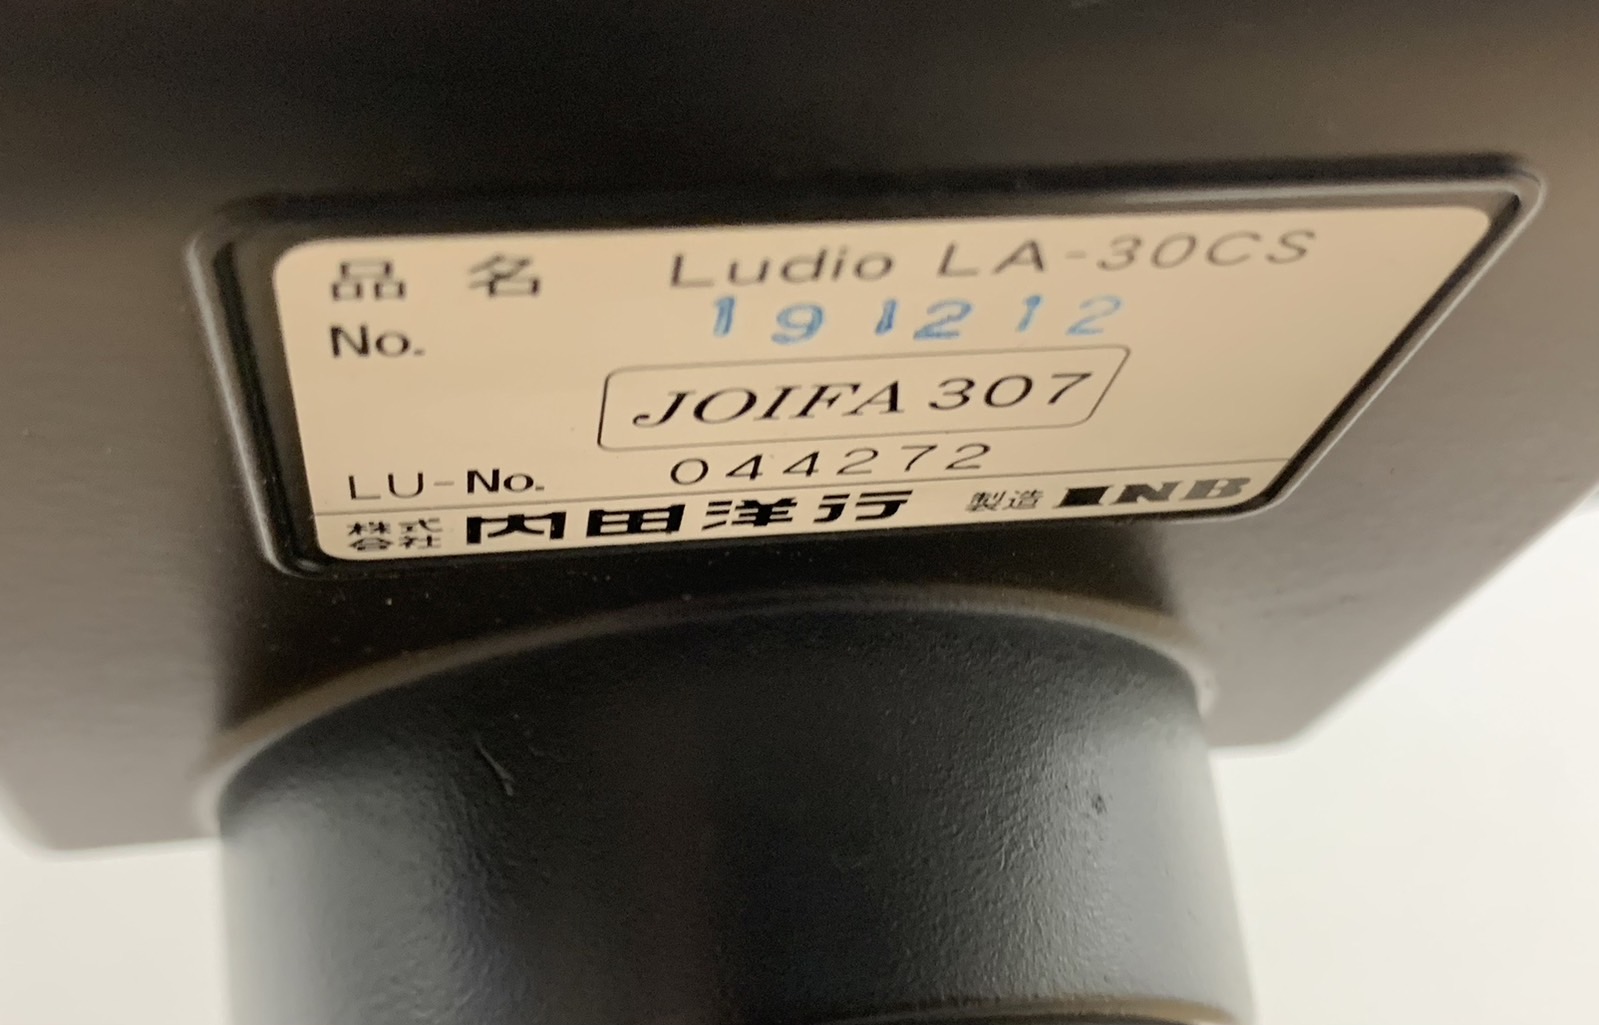 品名 Ludio LA-30CS
No. 191212
JOIFA 307
LU-No. 044272
株式会社 内田洋行 製造 INB